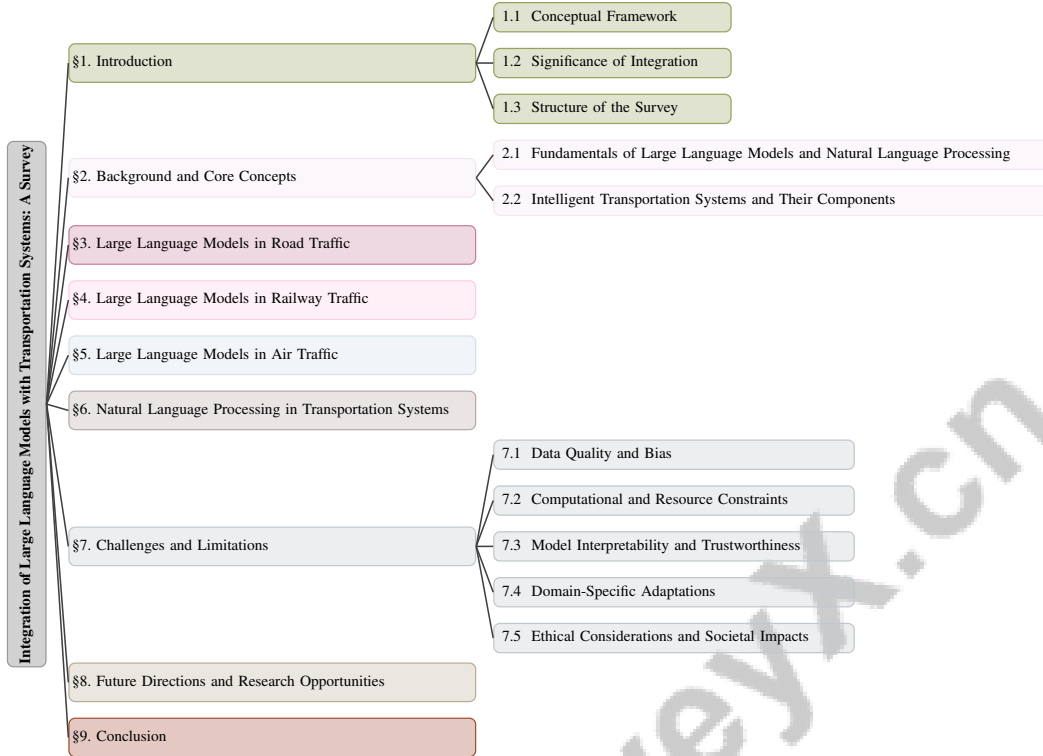 Integration of Large Language Models with Transportation Systems: A Survey
§1. Introduction
1.1 Conceptual Framework
1.2 Significance of Integration
1.3 Structure of the Survey
§2. Background and Core Concepts
2.1 Fundamentals of Large Language Models and Natural Language Processing
2.2 Intelligent Transportation Systems and Their Components
§3. Large Language Models in Road Traffic
§4. Large Language Models in Railway Traffic
§5. Large Language Models in Air Traffic
§6. Natural Language Processing in Transportation Systems
§7. Challenges and Limitations
7.1 Data Quality and Bias
7.2 Computational and Resource Constraints
7.3 Model Interpretability and Trustworthiness
7.4 Domain-Specific Adaptations
7.5 Ethical Considerations and Societal Impacts
§8. Future Directions and Research Opportunities
§9. Conclusion
eyx.cn